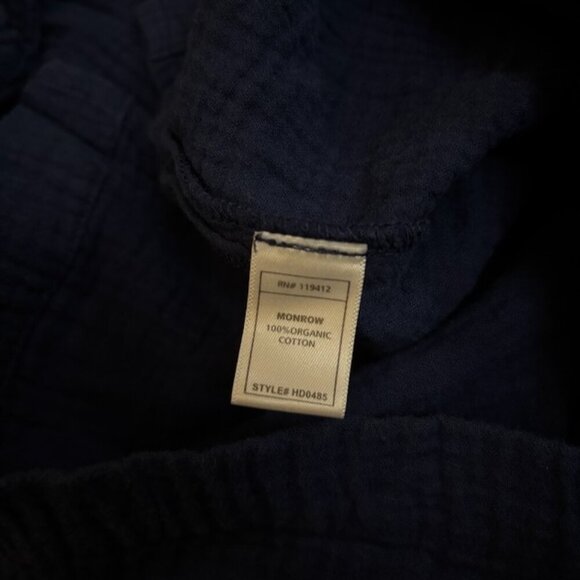 RN# 119412
MONROW
100%ORGANIC
COTTON
STYLE# HD0485